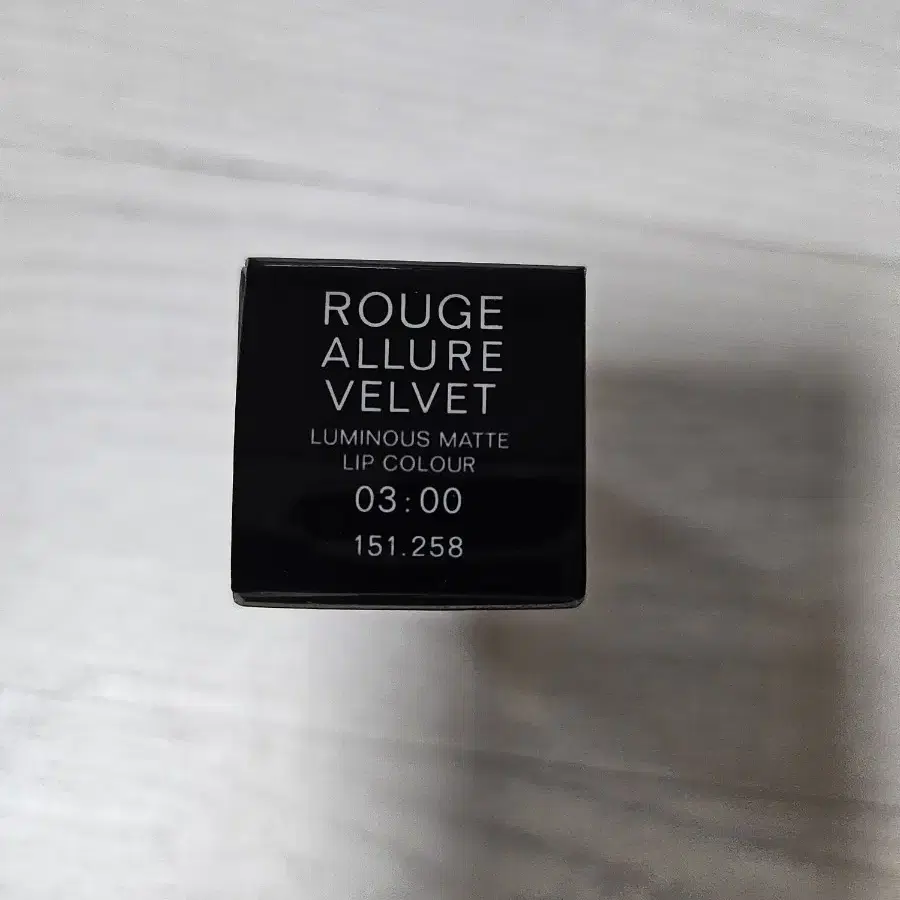 ROUGE
ALLURE
VELVET
LUMINOUS MATTE
LIP COLOUR
03:00
151.258